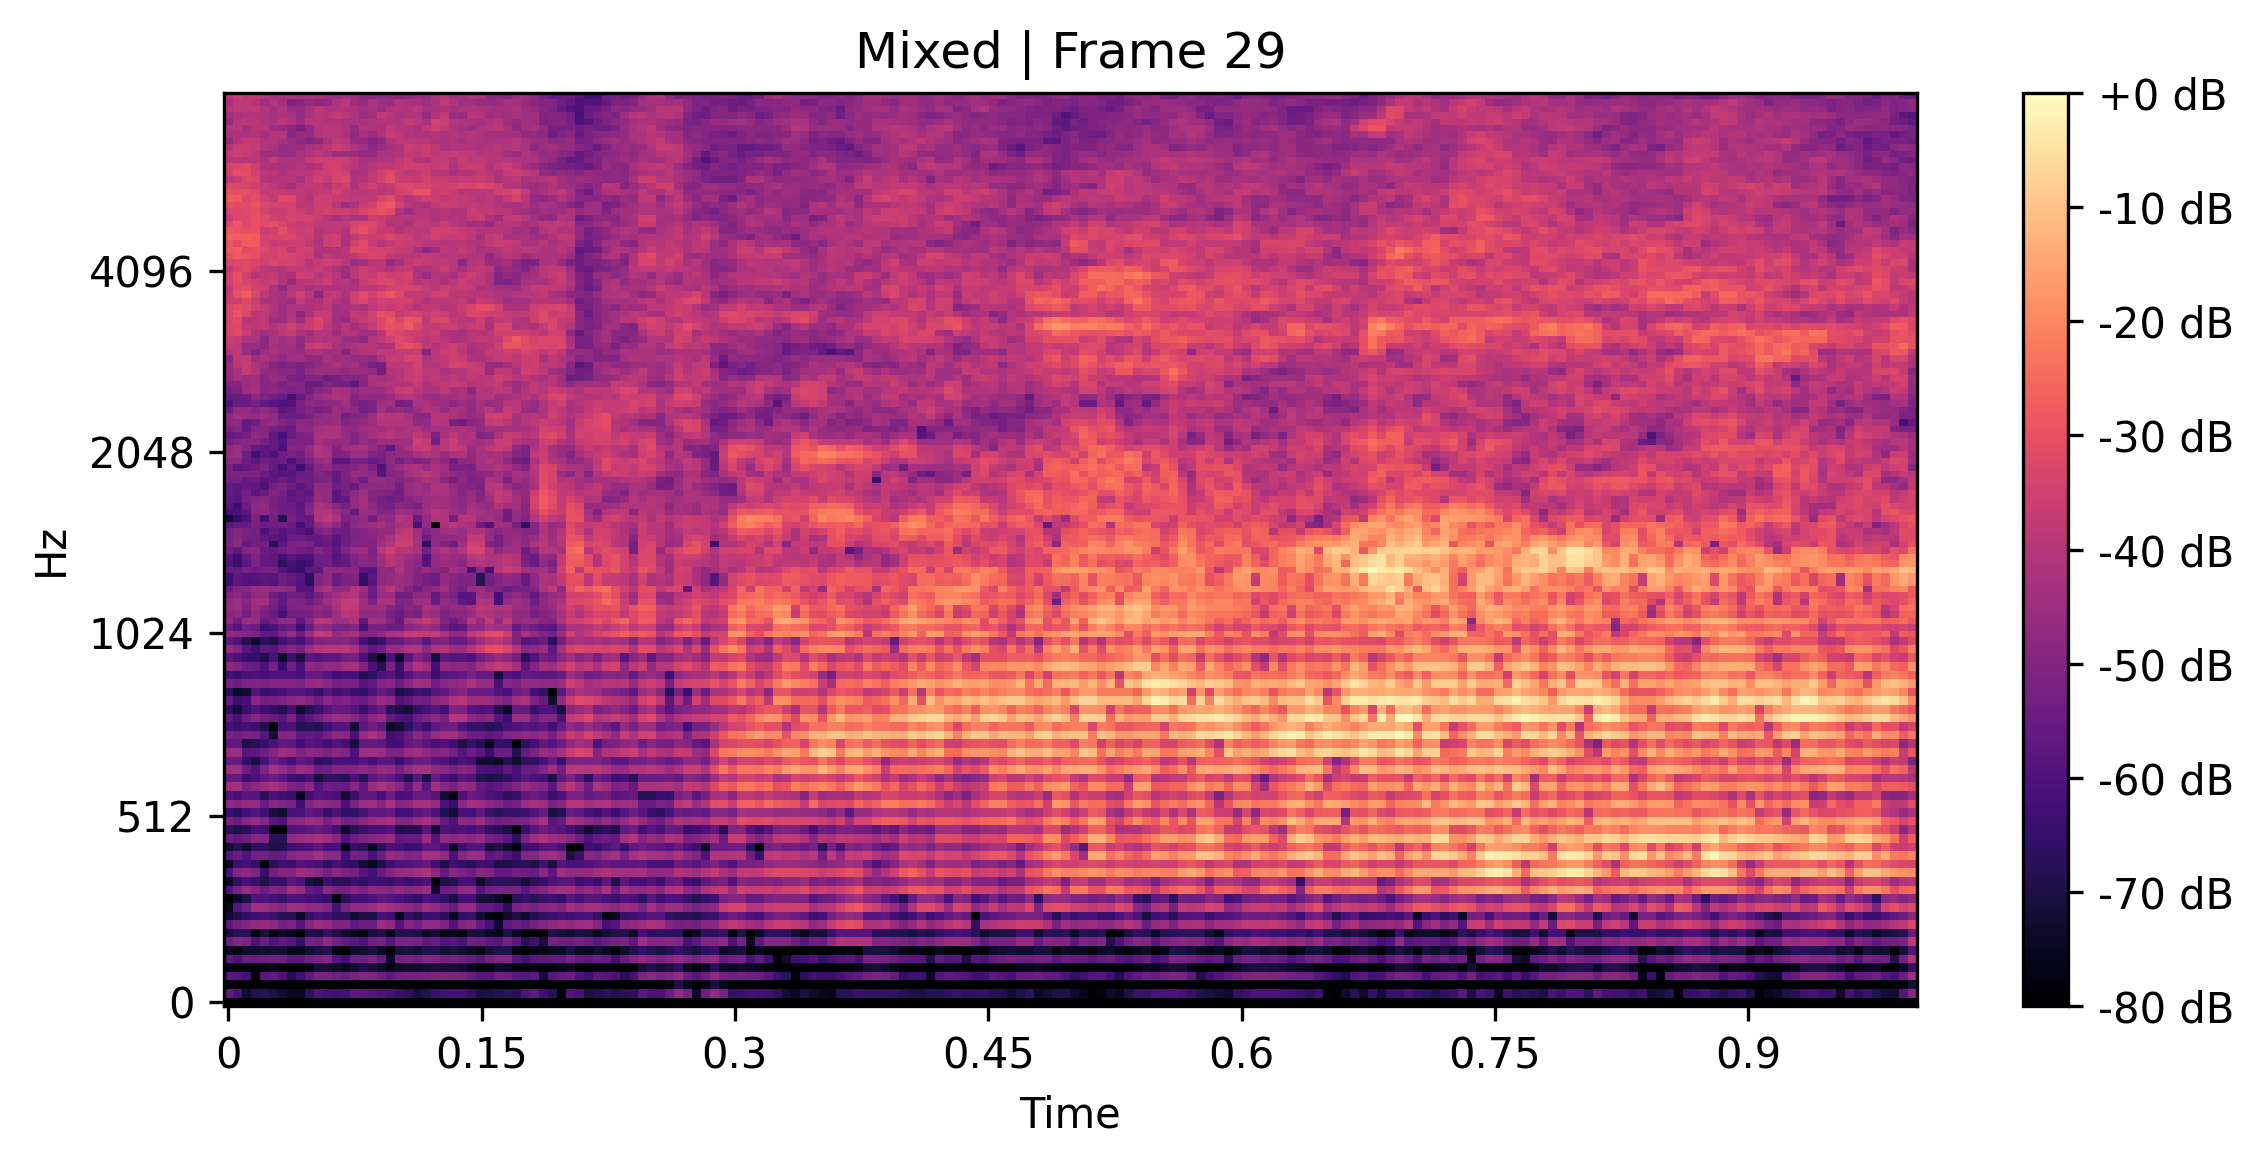 Mixed | Frame 29
+0 dB
-10 dB
-20 dB
-30 dB
-40 dB
-50 dB
-60 dB
-70 dB
-80 dB
4096
2048
1024
512
0
Hz
0 0.15 0.3 0.45 0.6 0.75 0.9
Time